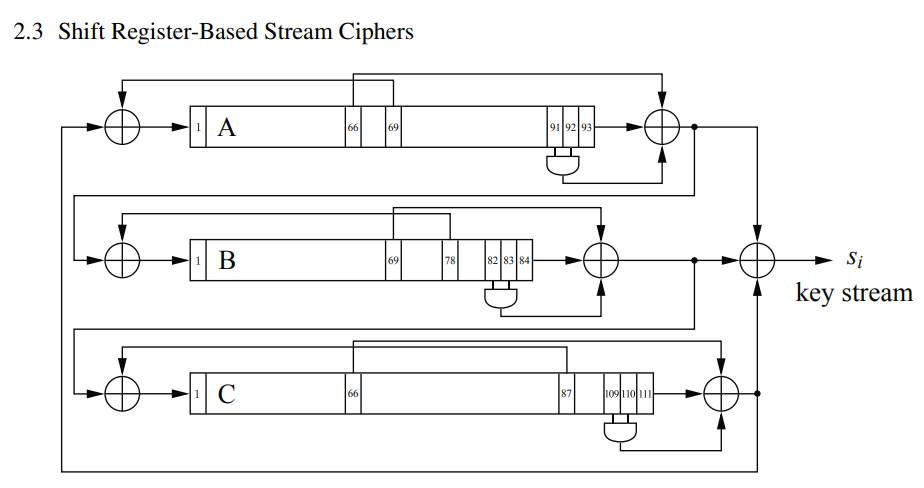 2.3 Shift Register-Based Stream Ciphers
1 A 66 69 91 92 93
1 B 69 78 82 83 84 s_i
key stream
1 C 66 87 109 110 111